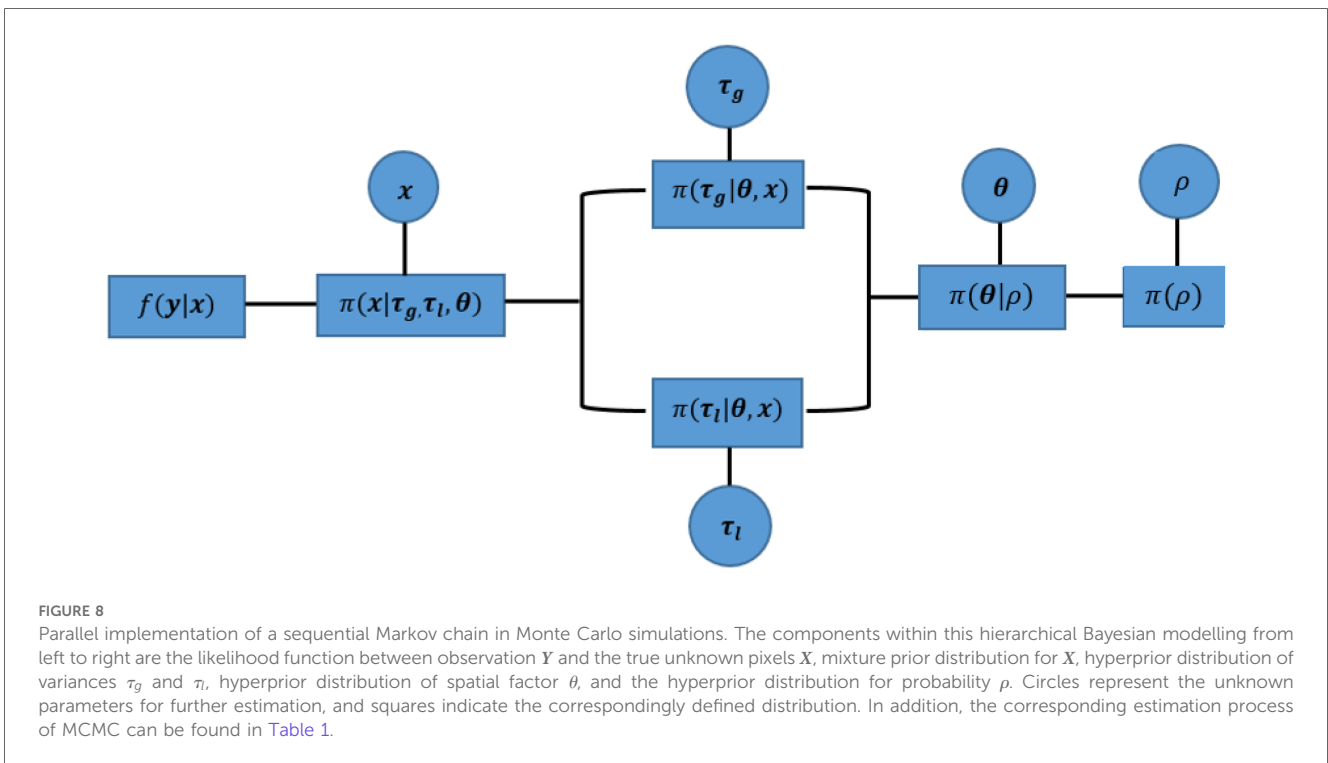 τg
x
θ
ρ
π(τg|θ, x)
f(y|x)
π(x|τg,τl, θ)
π(θ|ρ)
π(ρ)
π(τl|θ, x)
τl
FIGURE 8
Parallel implementation of a sequential Markov chain in Monte Carlo simulations. The components within this hierarchical Bayesian modelling from
left to right are the likelihood function between observation Y and the true unknown pixels X, mixture prior distribution for X, hyperprior distribution of
variances τg and τl, hyperprior distribution of spatial factor θ, and the hyperprior distribution for probability ρ. Circles represent the unknown
parameters for further estimation, and squares indicate the correspondingly defined distribution. In addition, the corresponding estimation process
of MCMC can be found in Table 1.